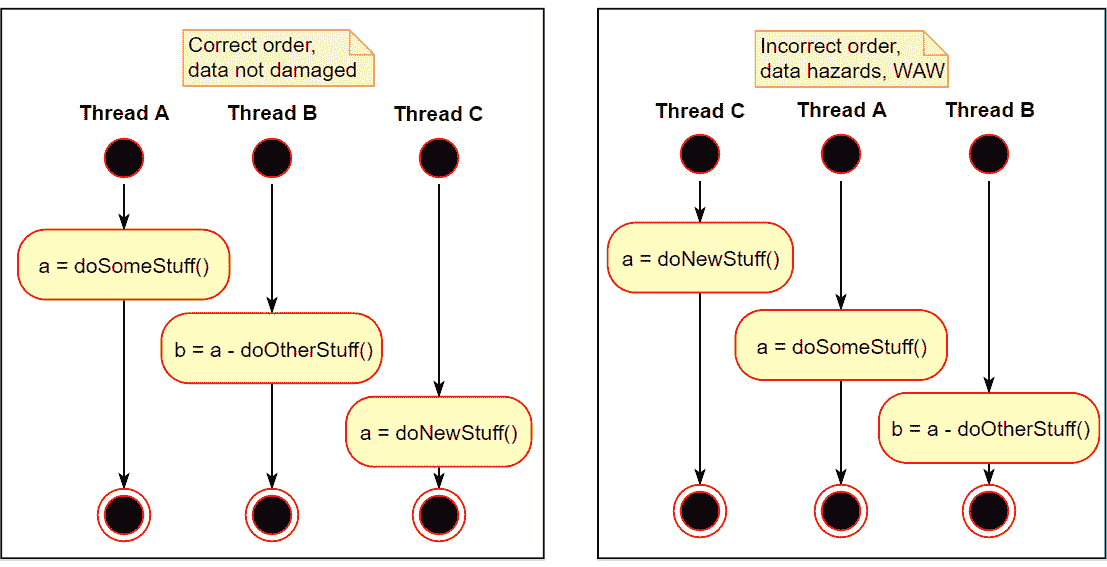 Correct order,
data not damaged
Thread A
Thread B
Thread C
a = doSomeStuff()
b = a - doOtherStuff()
a = doNewStuff()
Incorrect order,
data hazards, WAW
Thread C
Thread A
Thread B
a = doNewStuff()
a = doSomeStuff()
b = a - doOtherStuff()